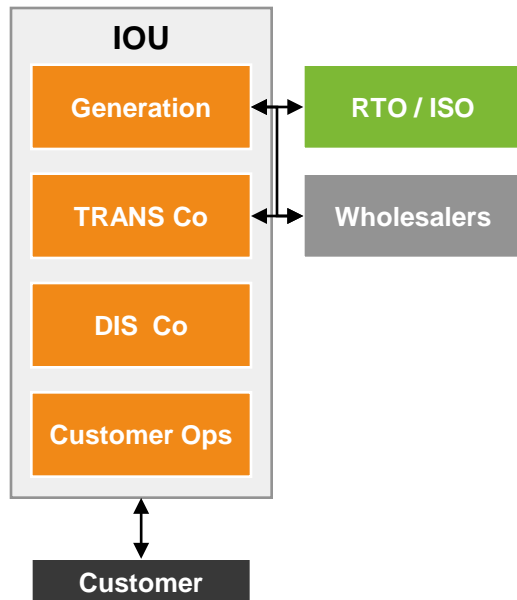 IOU
Generation
RTO / ISO
TRANS Co
Wholesalers
DIS Co
Customer Ops
Customer